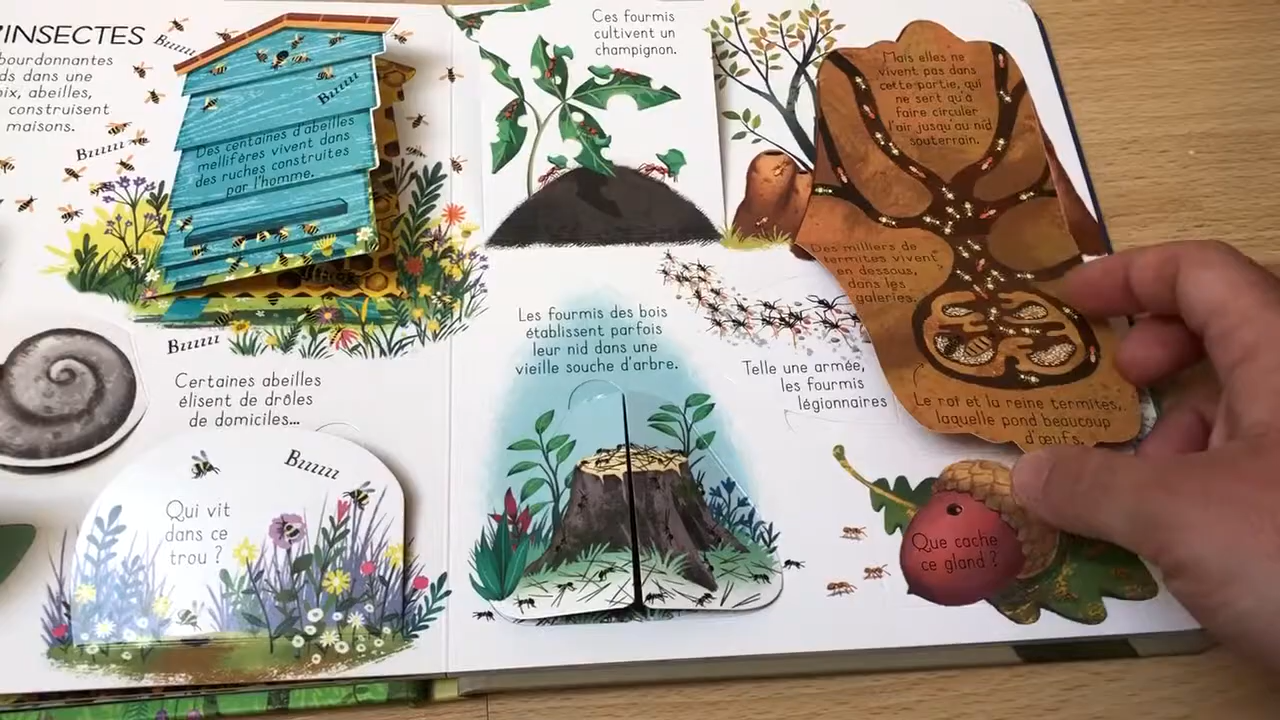 'INSECTES
bourdonnantes
ds dans une
oix, abeilles,
construisent
maisons.
Bzzzzz
Bzzzzz
Bzzzzz
Des centaines d'abeilles
mellifères vivent dans
des ruches construites
par l'homme.
Bzzzzz
Certaines abeilles
élisent de drôles
de domiciles...
Bzzzzz
Qui vit
dans ce
trou ?
Ces fourmis
cultivent un
champignon.
Mais elles ne
vivent pas dans
cette partie, qui
ne sert qu'à
faire circuler
l'air jusqu'au nid
souterrain.
Des milliers de
termites vivent
en dessous,
dans les
galeries.
Le roi et la reine termites,
laquelle pond beaucoup
d'œufs.
Les fourmis des bois
établissent parfois
leur nid dans une
vieille souche d'arbre.
Telle une armée,
les fourmis
légionnaires
Que cache
ce gland ?